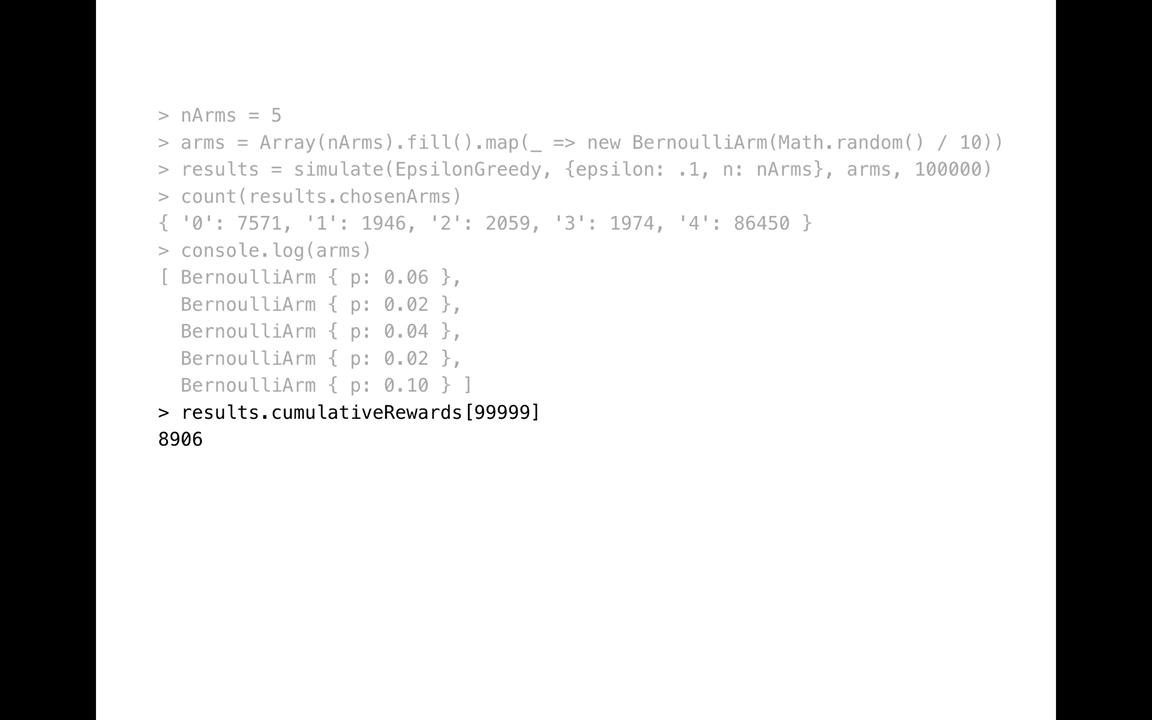 > nArms = 5
> arms = Array(nArms).fill().map(_ => new BernoulliArm(Math.random() / 10))
> results = simulate(EpsilonGreedy, {epsilon: .1, n: nArms}, arms, 100000)
> count(results.chosenArms)
{ '0': 7571, '1': 1946, '2': 2059, '3': 1974, '4': 86450 }
> console.log(arms)
[ BernoulliArm { p: 0.06 },
  BernoulliArm { p: 0.02 },
  BernoulliArm { p: 0.04 },
  BernoulliArm { p: 0.02 },
  BernoulliArm { p: 0.10 } ]
> results.cumulativeRewards[99999]
8906